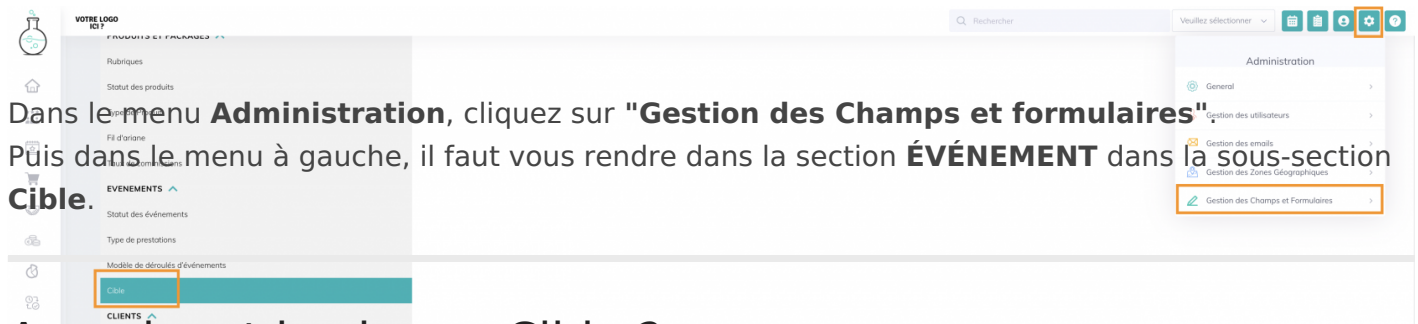 VOTRE LOGO
ICI ?
Rechercher
Veuillez sélectionner
PRODUITS ET PACKAGES
Rubriques
Statut des produits
Fil d'ariane
EVENEMENTS
Statut des événements
Type de prestations
Modèle de déroulés d'événements
Cible
CLIENTS
Administration
General
Gestion des utilisateurs
Gestion des emails
Gestion des Zones Géographiques
Gestion des Champs et Formulaires
Dans le menu Administration, cliquez sur "Gestion des Champs et formulaires".
Puis dans le menu à gauche, il faut vous rendre dans la section ÉVÉNEMENT dans la sous-section
Cible.